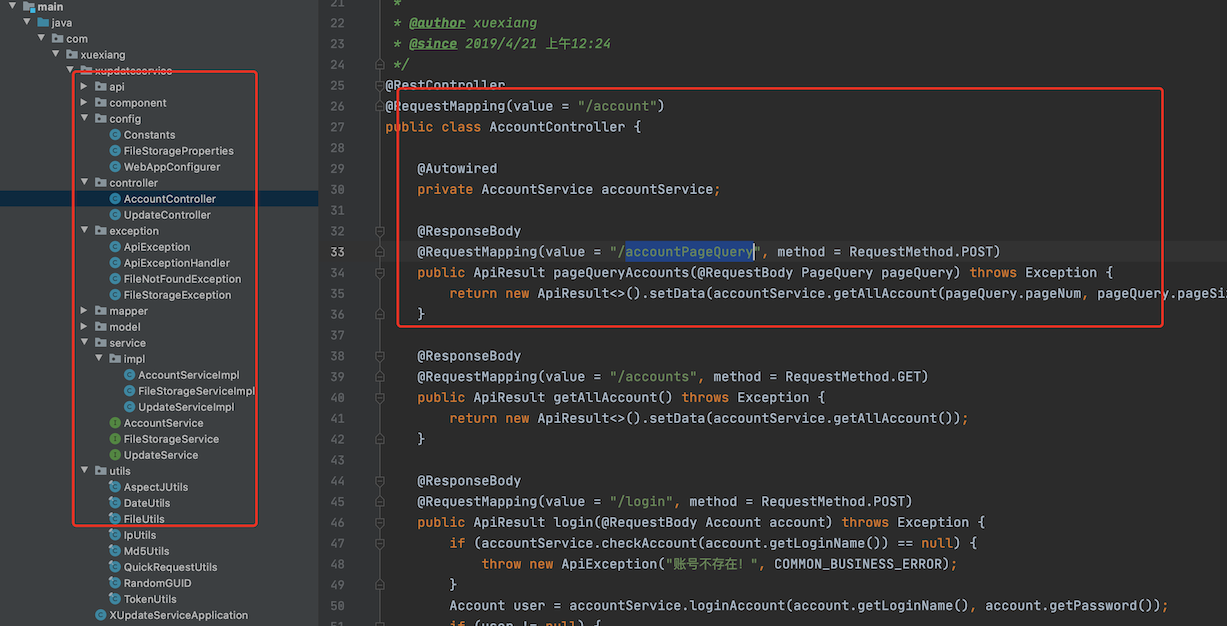 main
java
com
xuexiang
xupdateservice
api
component
config
Constants
FileStorageProperties
WebAppConfigurer
controller
AccountController
UpdateController
exception
ApiException
ApiExceptionHandler
FileNotFoundException
FileStorageException
mapper
model
service
impl
AccountServiceImpl
FileStorageServiceImpl
UpdateServiceImpl
AccountService
FileStorageService
UpdateService
utils
AspectJUtils
DateUtils
FileUtils
IpUtils
Md5Utils
QuickRequestUtils
RandomGUID
TokenUtils
XUpdateServiceApplication
21 *
22 * @author xuexiang
23 * @since 2019/4/21 上午12:24
24 */
25 @RestController
26 @RequestMapping(value = "/account")
27 public class AccountController {
28
29 @Autowired
30 private AccountService accountService;
31
32 @ResponseBody
33 @RequestMapping(value = "/accountPageQuery", method = RequestMethod.POST)
34 public ApiResult pageQueryAccounts(@RequestBody PageQuery pageQuery) throws Exception {
35 return new ApiResult<>().setData(accountService.getAllAccount(pageQuery.pageNum, pageQuery.pageSi
36 }
37
38 @ResponseBody
39 @RequestMapping(value = "/accounts", method = RequestMethod.GET)
40 public ApiResult getAllAccount() throws Exception {
41 return new ApiResult<>().setData(accountService.getAllAccount());
42 }
43
44 @ResponseBody
45 @RequestMapping(value = "/login", method = RequestMethod.POST)
46 public ApiResult login(@RequestBody Account account) throws Exception {
47 if (accountService.checkAccount(account.getLoginName()) == null) {
48 throw new ApiException("账号不存在！", COMMON_BUSINESS_ERROR);
49 }
50 Account user = accountService.loginAccount(account.getLoginName(), account.getPassword());
51 if (user != null) {